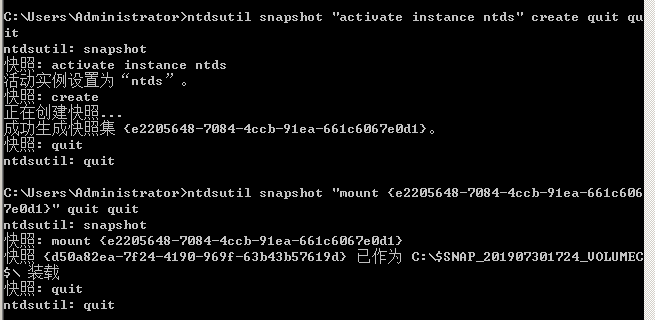 C:\Users\Administrator>ntdsutil snapshot "activate instance ntds" create quit qu
it
ntdsutil: snapshot
快照: activate instance ntds
活动实例设置为“ntds”。
快照: create
正在创建快照...
成功生成快照集 {e2205648-7084-4ccb-91ea-661c6067e0d1}。
快照: quit
ntdsutil: quit
C:\Users\Administrator>ntdsutil snapshot "mount {e2205648-7084-4ccb-91ea-661c606
7e0d1}" quit quit
ntdsutil: snapshot
快照: mount {e2205648-7084-4ccb-91ea-661c6067e0d1}
快照 {d50a82ea-7f24-4190-969f-63b43b57619d} 已作为 C:\$SNAP_201907301724_VOLUMEC
$\ 装载
快照: quit
ntdsutil: quit